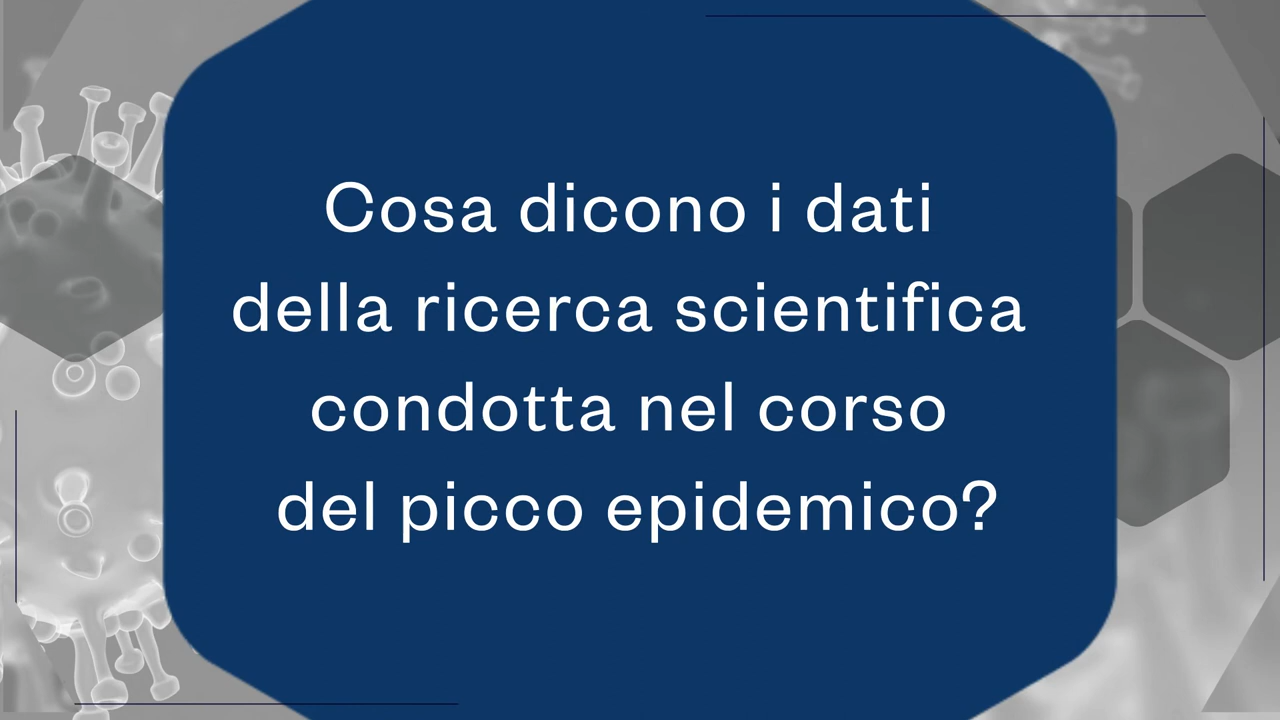 Cosa dicono i dati
della ricerca scientifica
condotta nel corso
del picco epidemico?